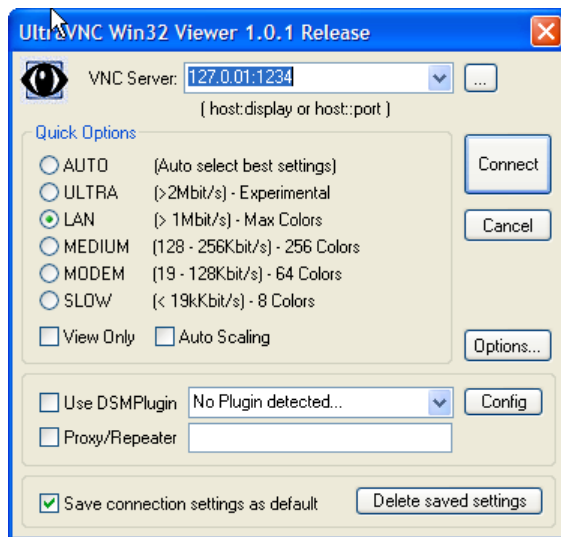 UltraVNC Win32 Viewer 1.0.1 Release
VNC Server: 127.0.01:1234 ...
( host:display or host::port )
Quick Options
AUTO (Auto select best settings)
ULTRA (>2Mbit/s) - Experimental
LAN (> 1Mbit/s) - Max Colors
MEDIUM (128 - 256Kbit/s) - 256 Colors
MODEM (19 - 128Kbit/s) - 64 Colors
SLOW (< 19kKbit/s) - 8 Colors
View Only Auto Scaling
Connect
Cancel
Options...
Use DSMPlugin No Plugin detected... Config
Proxy/Repeater
Save connection settings as default Delete saved settings